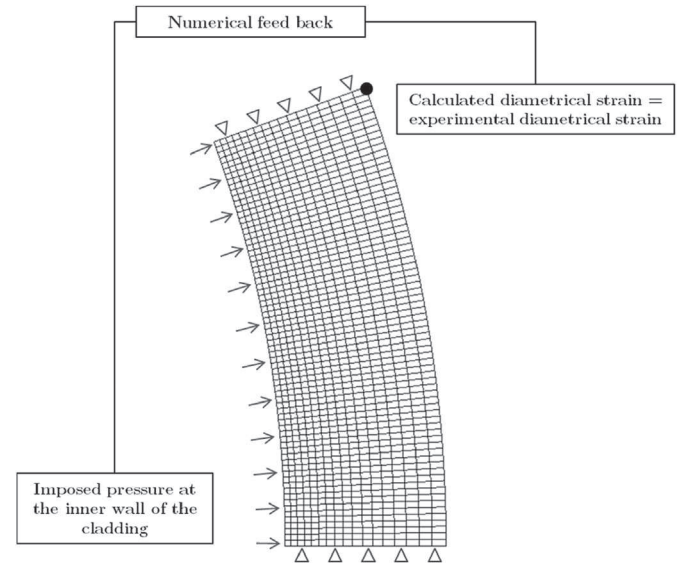 Numerical feed back
Calculated diametrical strain =
experimental diametrical strain
Imposed pressure at
the inner wall of the
cladding